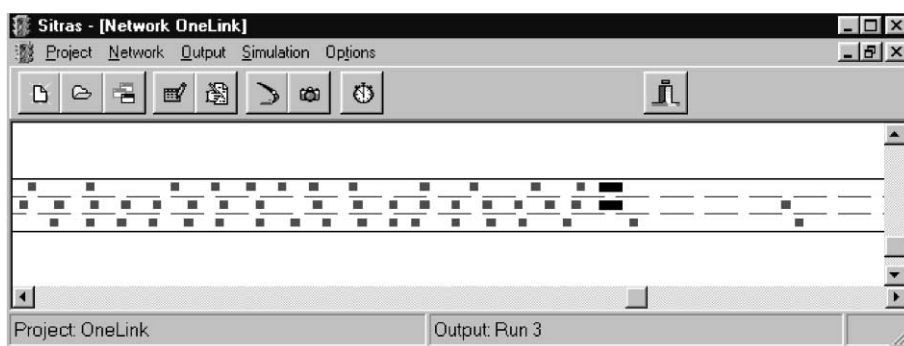 Sitras - [Network OneLink]
Project Network Output Simulation Options
Project: OneLink
Output: Run 3